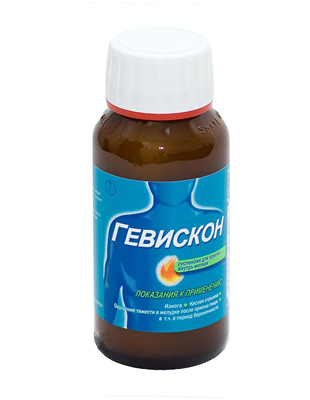 ГЕВИСКОН
суспензия для приема
внутрь мятная
ПОКАЗАНИЯ К ПРИМЕНЕНИЮ:
Изжога • Кислая отрыжка •
Ощущение тяжести в желудке после приема пищи,
в т.ч. в период беременности